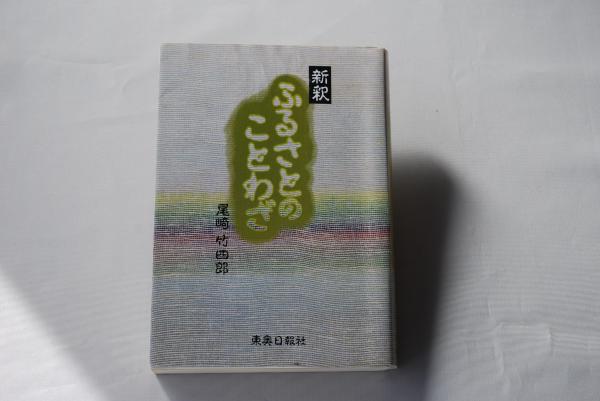 新釈
ふるさとの
ことわざ
尾崎竹四郎
東奥日報社